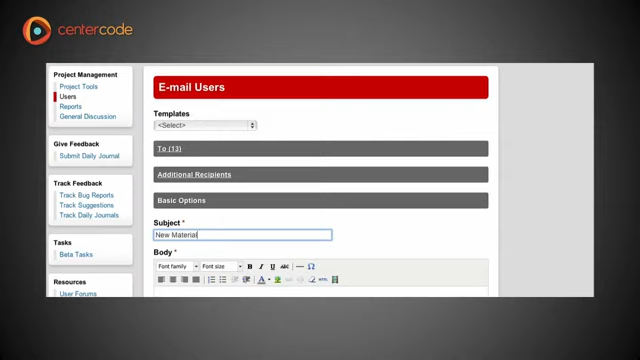 centercode
Project Management
Project Tools
Users
Reports
General Discussion
Give Feedback
Submit Daily Journal
Track Feedback
Track Bug Reports
Track Suggestions
Track Daily Journals
Tasks
Beta Tasks
Resources
User Forums
E-mail Users
Templates
<Select>
To (13)
Additional Recipients
Basic Options
Subject *
New Material
Body *
Font family
Font size
B I U ABC
A
HTML